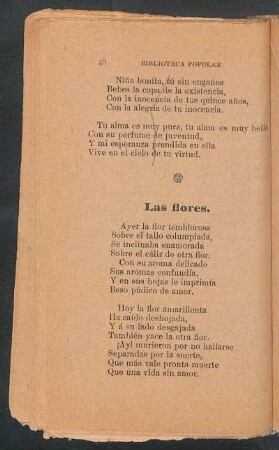 48 BIBLIOTECA POPULAR
Niña bonita, tú sin engaños
Bebes la copa de la existencia,
Con la inocencia de tus quince años,
Con la alegría de tu inocencia.
Tu alma es muy pura, tu alma es muy bella
Con su perfume de juventud,
Y mi esperanza prendida en ella
Vive en el cielo de tu virtud.
Las flores.
Ayer la flor temblorosa
Sobre el tallo columpiada,
Se inclinaba enamorada
Sobre el cáliz de otra flor.
Con su aroma delicado
Sus aromas confundía,
Y en sus hojas le imprimía
Beso púdico de amor.
Hoy la flor amarillenta
Ha caído deshojada,
Y á su lado desgajada
También yace la otra flor.
¡Ay! murieron por no hallarse
Separadas por la suerte,
Que más vale pronta muerte
Que una vida sin amor.